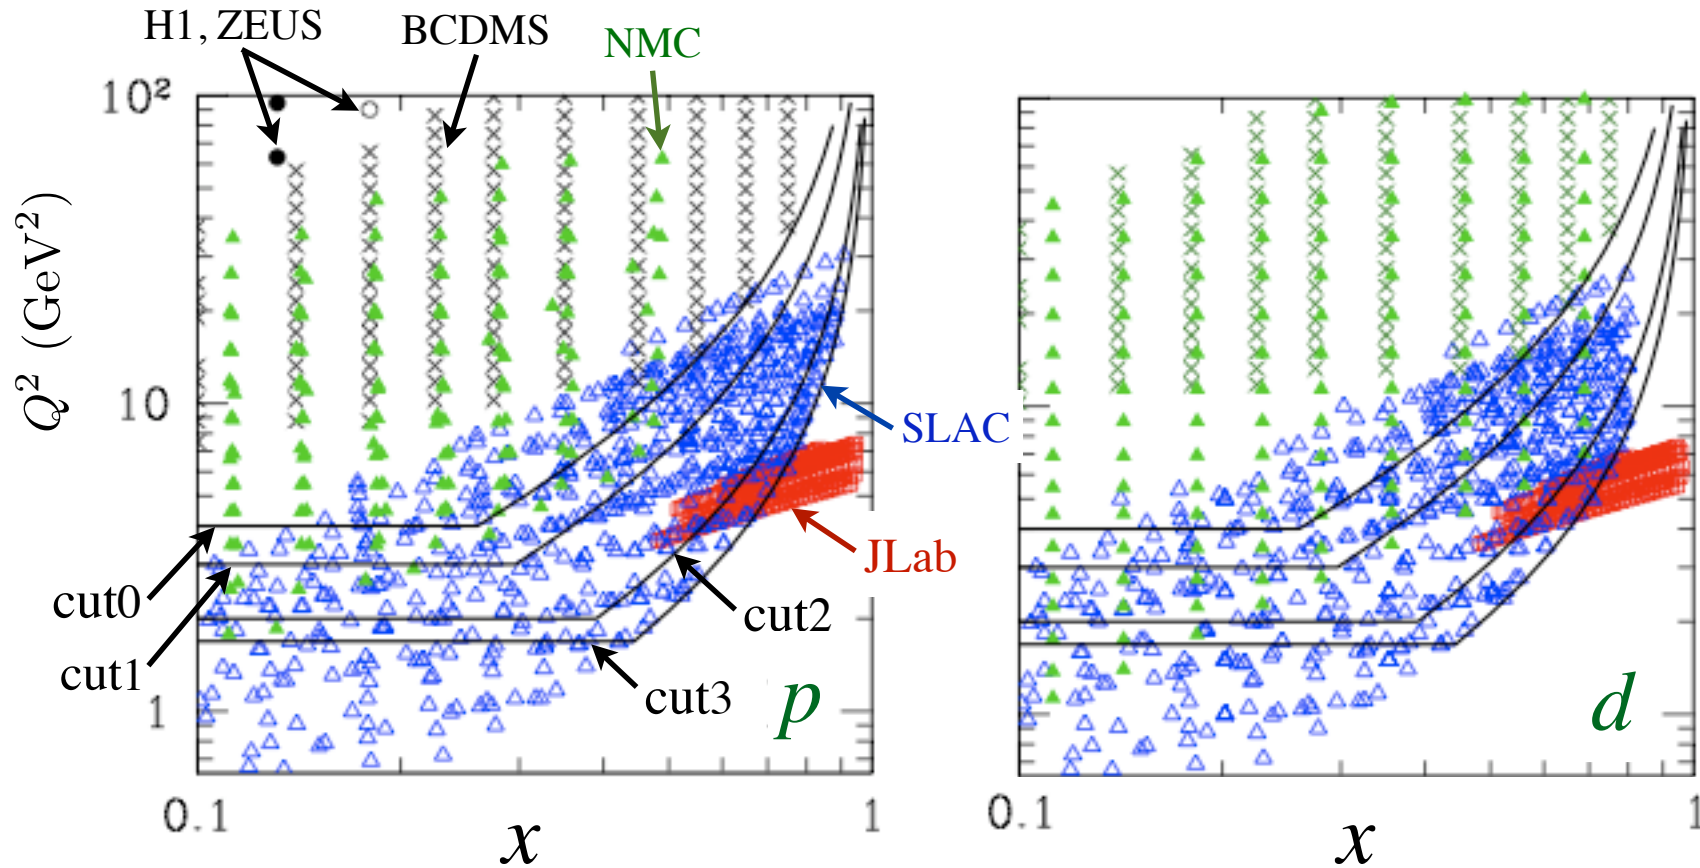 H1, ZEUS
BCDMS
NMC
10²
Q² (GeV²)
10
SLAC
JLab
cut0
cut2
cut1
cut3
1
p
d
0.1
x
1
0.1
x
1